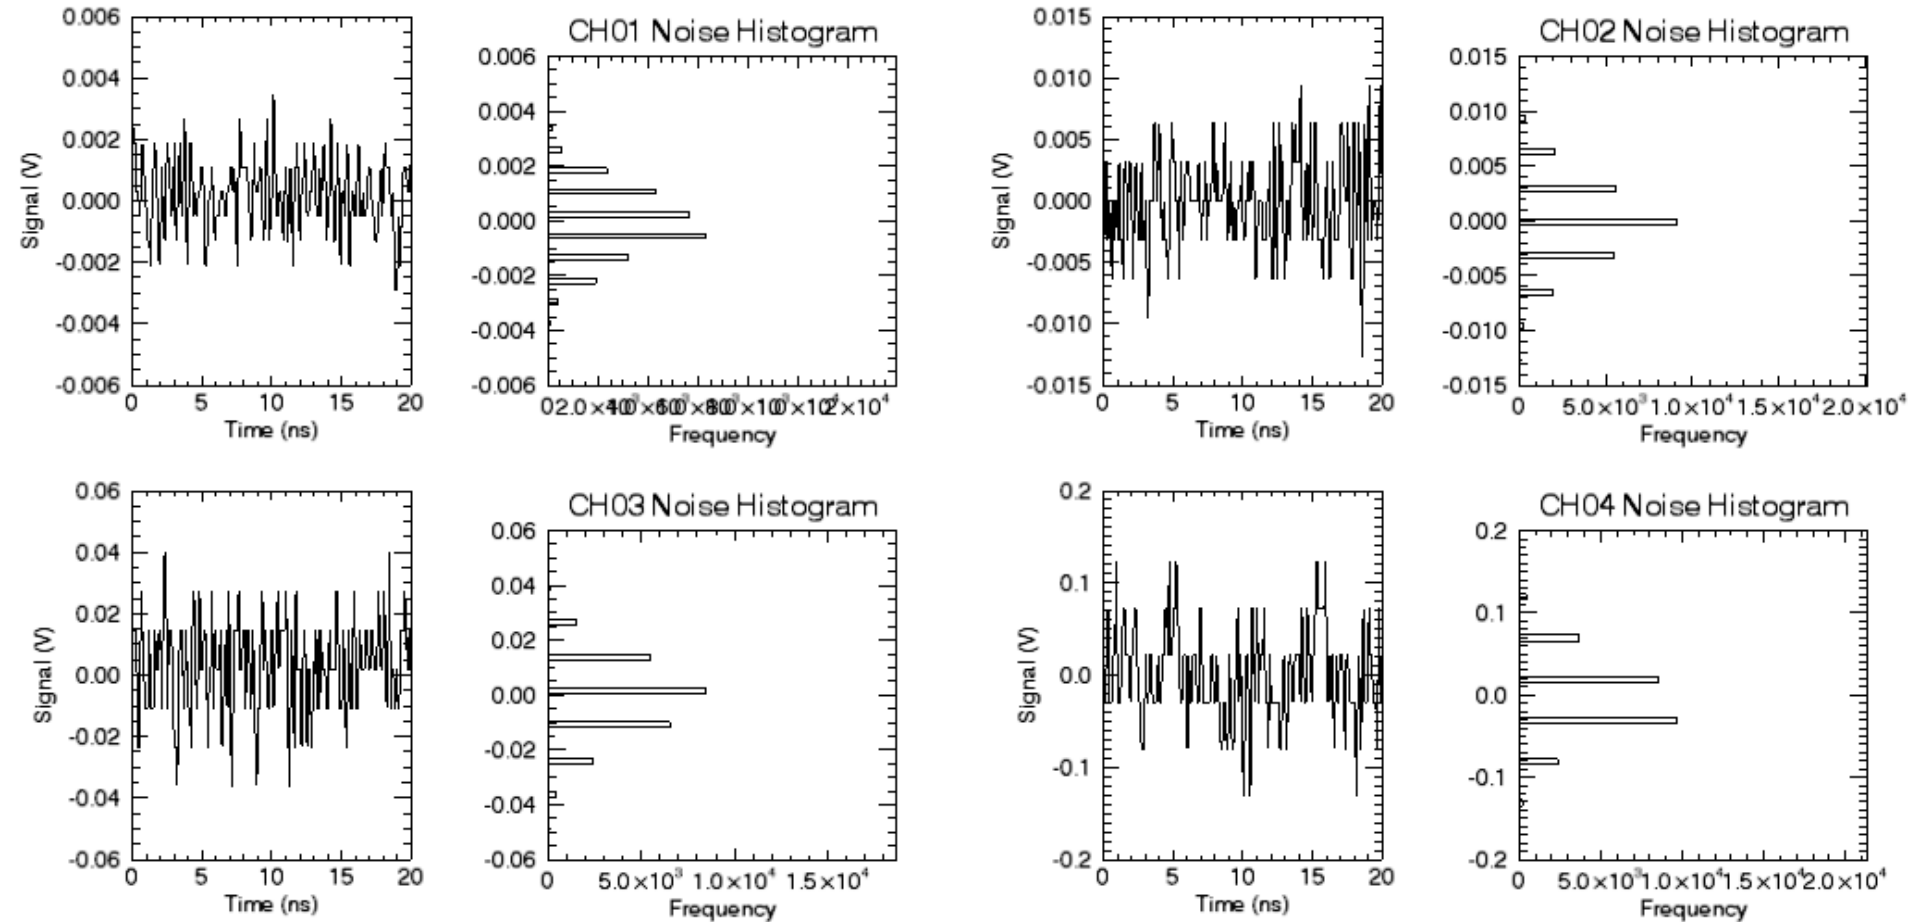 0.006
0.004
0.002
0.000
-0.002
-0.004
-0.006
Signal (V)
0 5 10 15 20
Time (ns)
CH01 Noise Histogram
0.006
0.004
0.002
0.000
-0.002
-0.004
-0.006
Frequency
0.015
0.010
0.005
0.000
-0.005
-0.010
-0.015
Signal (V)
0 5 10 15 20
Time (ns)
CH02 Noise Histogram
0.015
0.010
0.005
0.000
-0.005
-0.010
-0.015
0 5.0×10³ 1.0×10⁴ 1.5×10⁴ 2.0×10⁴
Frequency
0.06
0.04
0.02
0.00
-0.02
-0.04
-0.06
Signal (V)
0 5 10 15 20
Time (ns)
CH03 Noise Histogram
0.06
0.04
0.02
0.00
-0.02
-0.04
-0.06
0 5.0×10³ 1.0×10⁴ 1.5×10⁴
Frequency
0.2
0.1
0.0
-0.1
-0.2
Signal (V)
0 5 10 15 20
Time (ns)
CH04 Noise Histogram
0.2
0.1
0.0
-0.1
-0.2
0 5.0×10³ 1.0×10⁴ 1.5×10⁴ 2.0×10⁴
Frequency